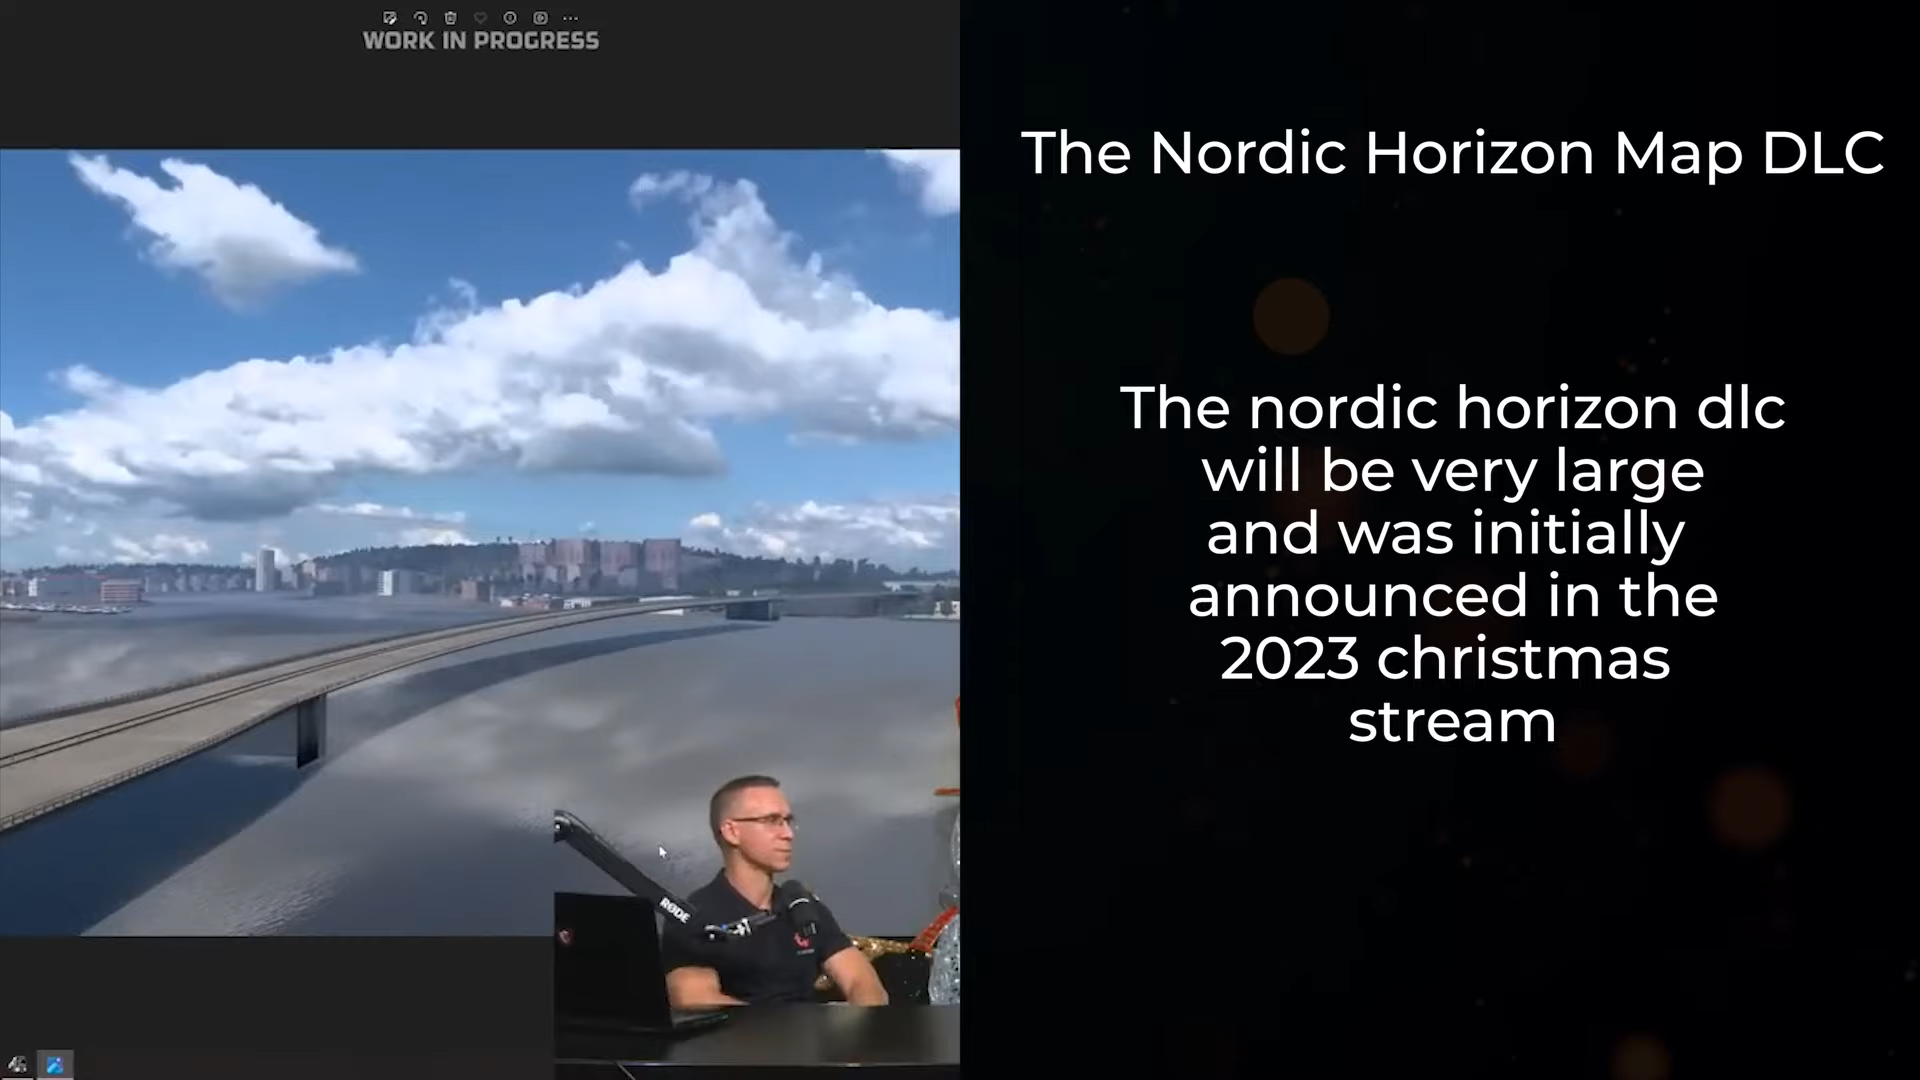 WORK IN PROGRESS
The Nordic Horizon Map DLC
The nordic horizon dlc
will be very large
and was initially
announced in the
2023 christmas
stream
RØDE